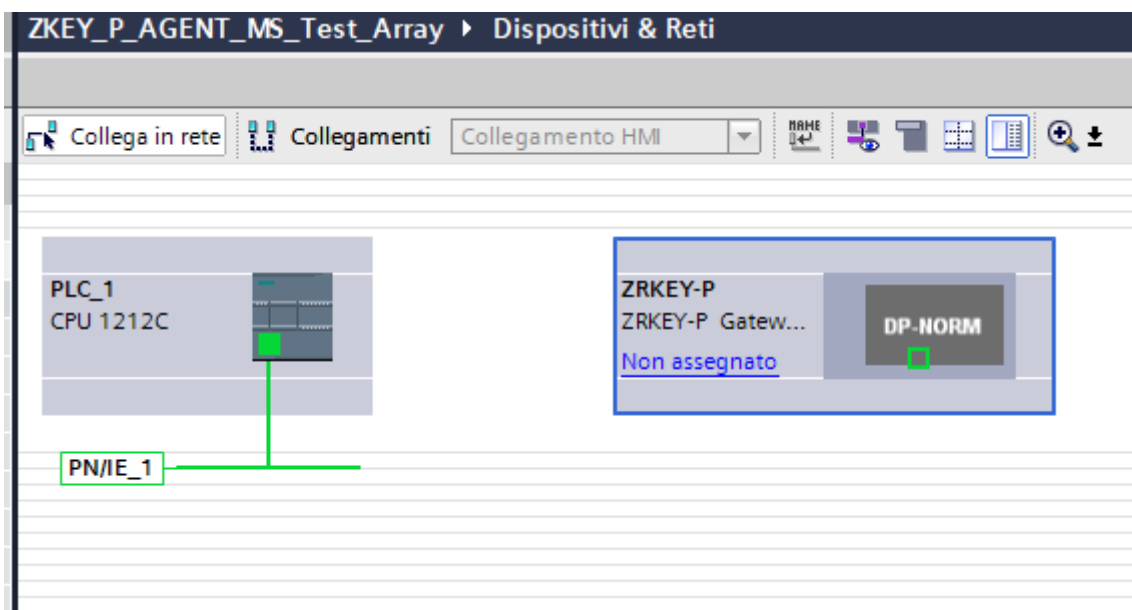 ZKEY_P_AGENT_MS_Test_Array ▸ Dispositivi & Reti
Collega in rete Collegamenti Collegamento HMI NAME
PLC_1
CPU 1212C
ZRKEY-P
ZRKEY-P Gatew...
DP-NORM
Non assegnato
PN/IE_1